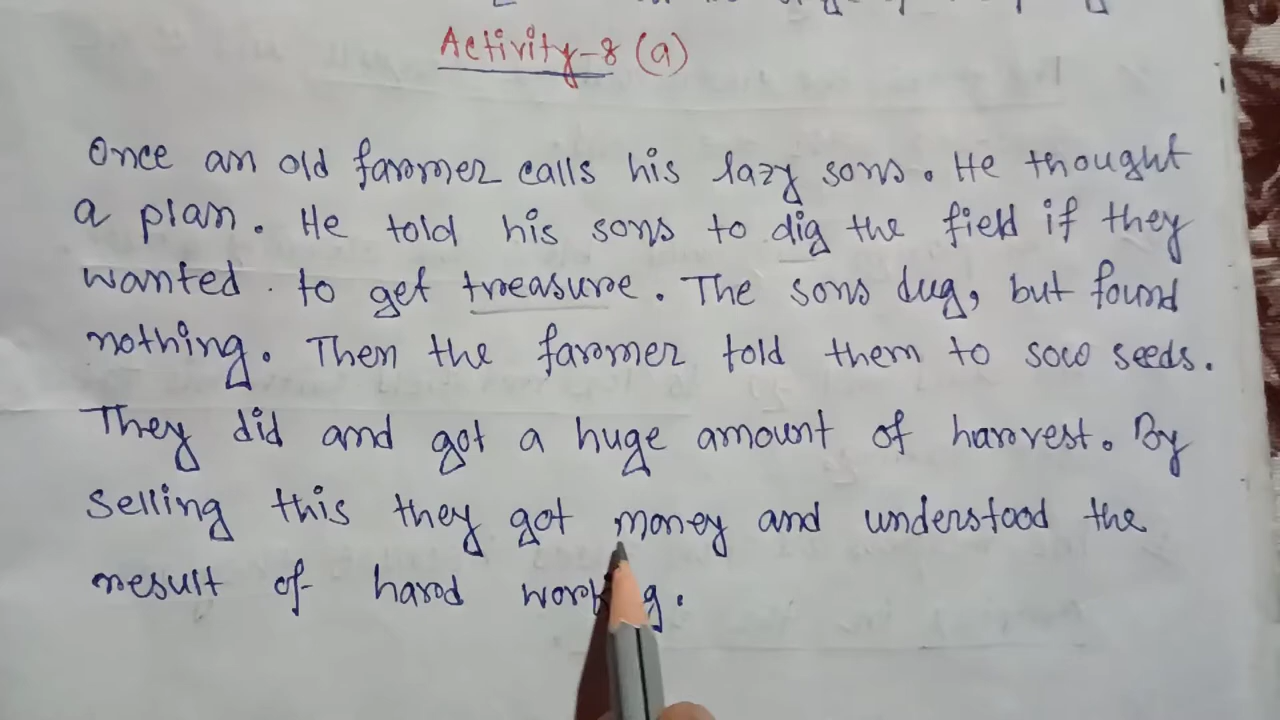 Activity-8 (a)
Once an old farmer calls his lazy sons. He thought
a plan. He told his sons to dig the field if they
wanted to get treasure. The sons dug, but found
nothing. Then the farmer told them to sow seeds.
They did and got a huge amount of harvest. By
selling this they got money and understood the
result of hard working.